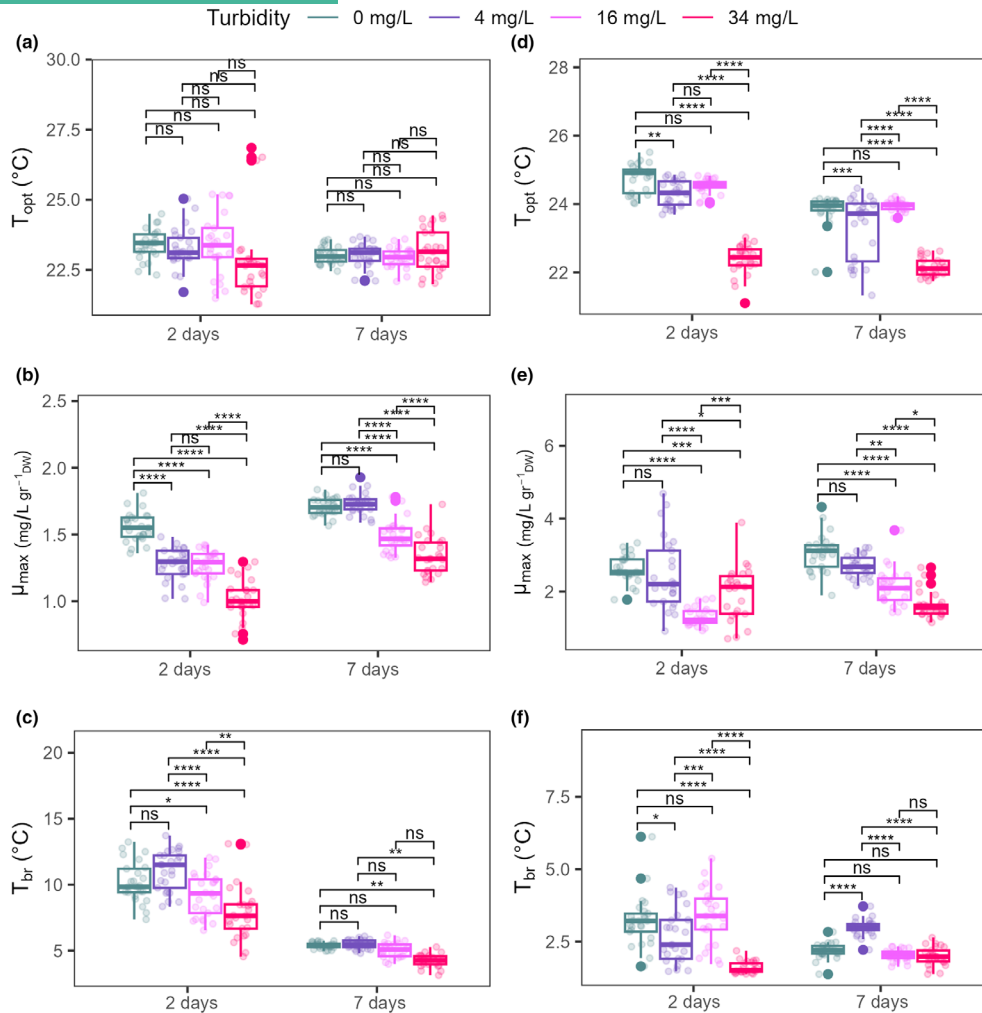 Turbidity 0 mg/L 4 mg/L 16 mg/L 34 mg/L
(a)
30.0
27.5
25.0
22.5
T_opt (°C)
ns
ns
ns
ns
ns
ns
ns
ns
ns
ns
ns
ns
2 days 7 days
(d)
28
26
24
22
T_opt (°C)
****
****
ns
****
ns
**
****
****
****
****
ns
***
2 days 7 days
(b)
2.5
2.0
1.5
1.0
μ_max (mg/L gr⁻¹_DW)
****
****
ns
****
****
****
****
****
****
****
****
ns
2 days 7 days
(e)
6
4
2
μ_max (mg/L gr⁻¹_DW)
***
*
****
***
****
ns
*
****
**
****
****
ns
2 days 7 days
(c)
20
15
10
5
T_br (°C)
**
****
****
****
*
ns
ns
**
ns
**
ns
ns
2 days 7 days
(f)
7.5
5.0
2.5
T_br (°C)
****
****
***
****
ns
*
ns
****
****
ns
ns
****
2 days 7 days